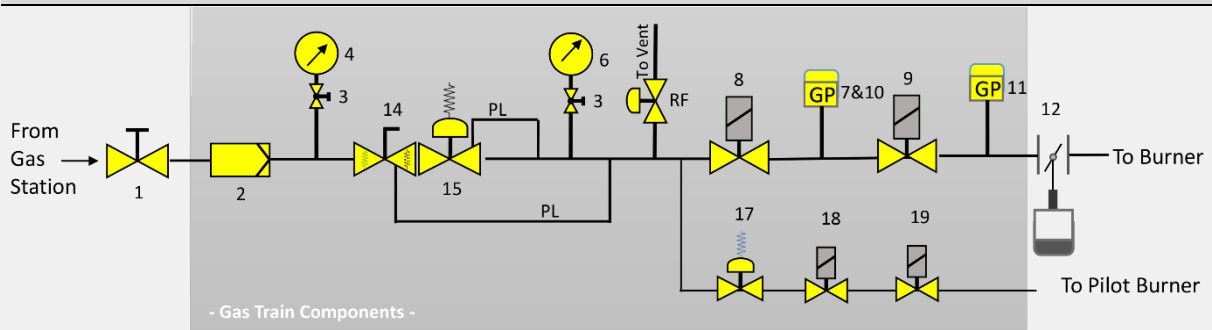 4
6
To Vent
8
9
GP
7&10
GP
11
3
3
RF
14
PL
12
From
Gas
Station
To Burner
1
2
15
PL
17
18
19
To Pilot Burner
- Gas Train Components -